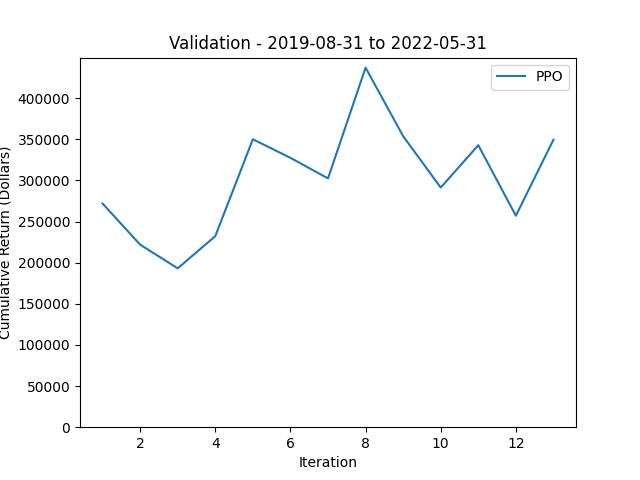 Validation - 2019-08-31 to 2022-05-31
PPO
Cumulative Return (Dollars)
400000
350000
300000
250000
200000
150000
100000
50000
0
2 4 6 8 10 12
Iteration